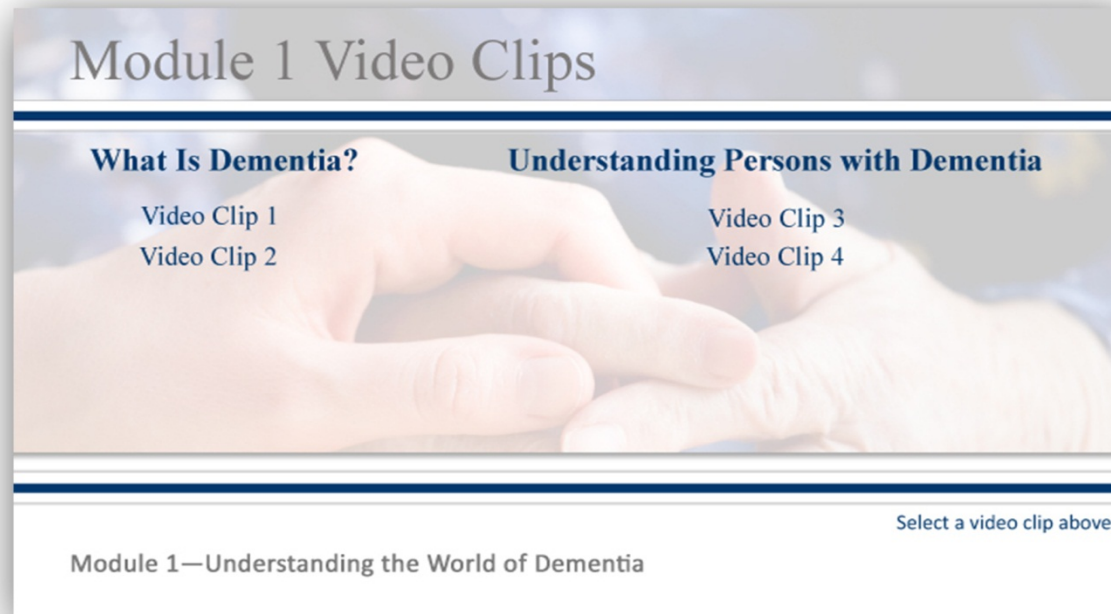 Module 1 Video Clips
What Is Dementia?
Video Clip 1
Video Clip 2
Understanding Persons with Dementia
Video Clip 3
Video Clip 4
Select a video clip above
Module 1—Understanding the World of Dementia